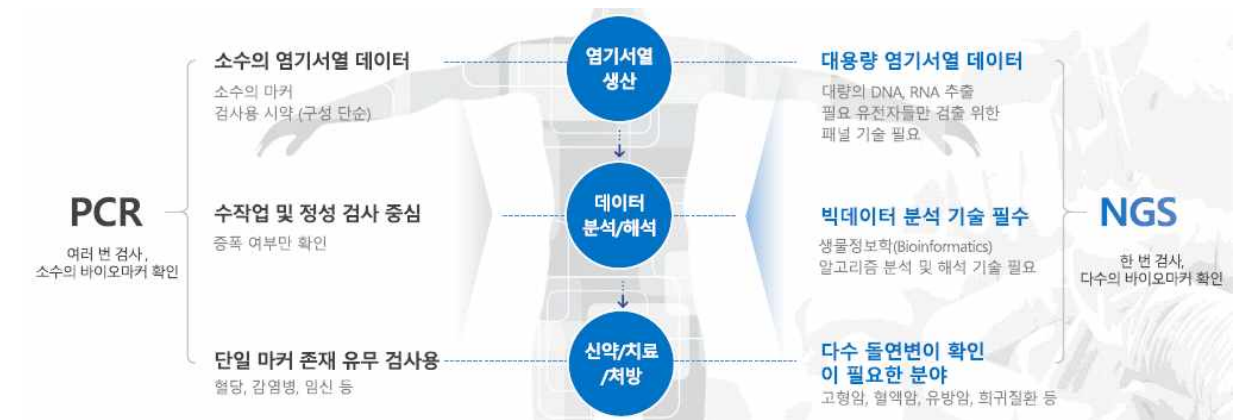 소수의 염기서열 데이터
소수의 마커
검사용 시약 (구성 단순)
염기서열
생산
대용량 염기서열 데이터
대량의 DNA, RNA 추출
필요 유전자들만 검출 위한
패널 기술 필요
PCR
여러 번 검사,
소수의 바이오마커 확인
수작업 및 정성 검사 중심
증폭 여부만 확인
데이터
분석/해석
빅데이터 분석 기술 필수
생물정보학(Bioinformatics)
알고리즘 분석 및 해석 기술 필요
NGS
한 번 검사,
다수의 바이오마커 확인
단일 마커 존재 유무 검사용
혈당, 감염병, 임신 등
신약/치료
/처방
다수 돌연변이 확인
이 필요한 분야
고형암, 혈액암, 유방암, 희귀질환 등